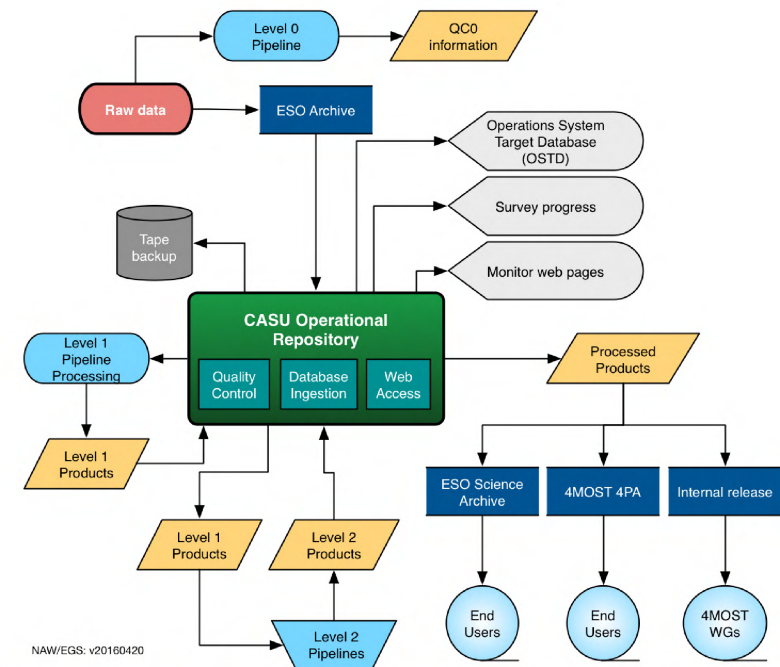 Level 0
Pipeline
QC0
information
Raw data
ESO Archive
Operations System
Target Database
(OSTD)
Survey progress
Tape
backup
Monitor web pages
CASU Operational
Repository
Level 1
Pipeline
Processing
Quality
Control
Database
Ingestion
Web
Access
Processed
Products
Level 1
Products
ESO Science
Archive
4MOST 4PA
Internal release
Level 1
Products
Level 2
Products
End
Users
End
Users
4MOST
WGs
Level 2
Pipelines
NAW/EGS: v20160420